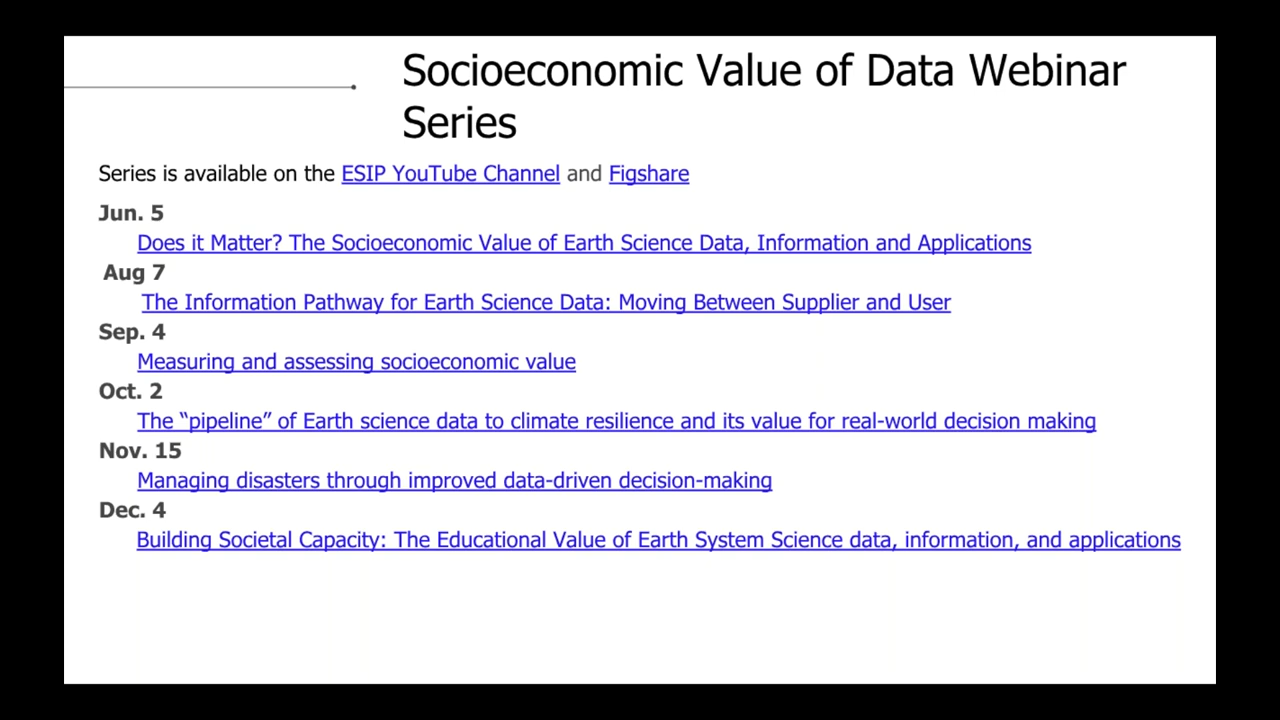 Socioeconomic Value of Data Webinar
Series
Series is available on the ESIP YouTube Channel and Figshare
Jun. 5
Does it Matter? The Socioeconomic Value of Earth Science Data, Information and Applications
Aug 7
The Information Pathway for Earth Science Data: Moving Between Supplier and User
Sep. 4
Measuring and assessing socioeconomic value
Oct. 2
The “pipeline” of Earth science data to climate resilience and its value for real-world decision making
Nov. 15
Managing disasters through improved data-driven decision-making
Dec. 4
Building Societal Capacity: The Educational Value of Earth System Science data, information, and applications